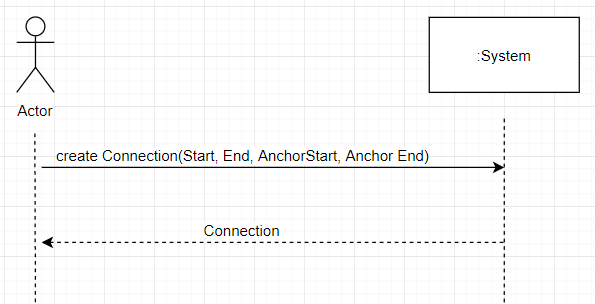 :System
Actor
create Connection(Start, End, AnchorStart, Anchor End)
Connection